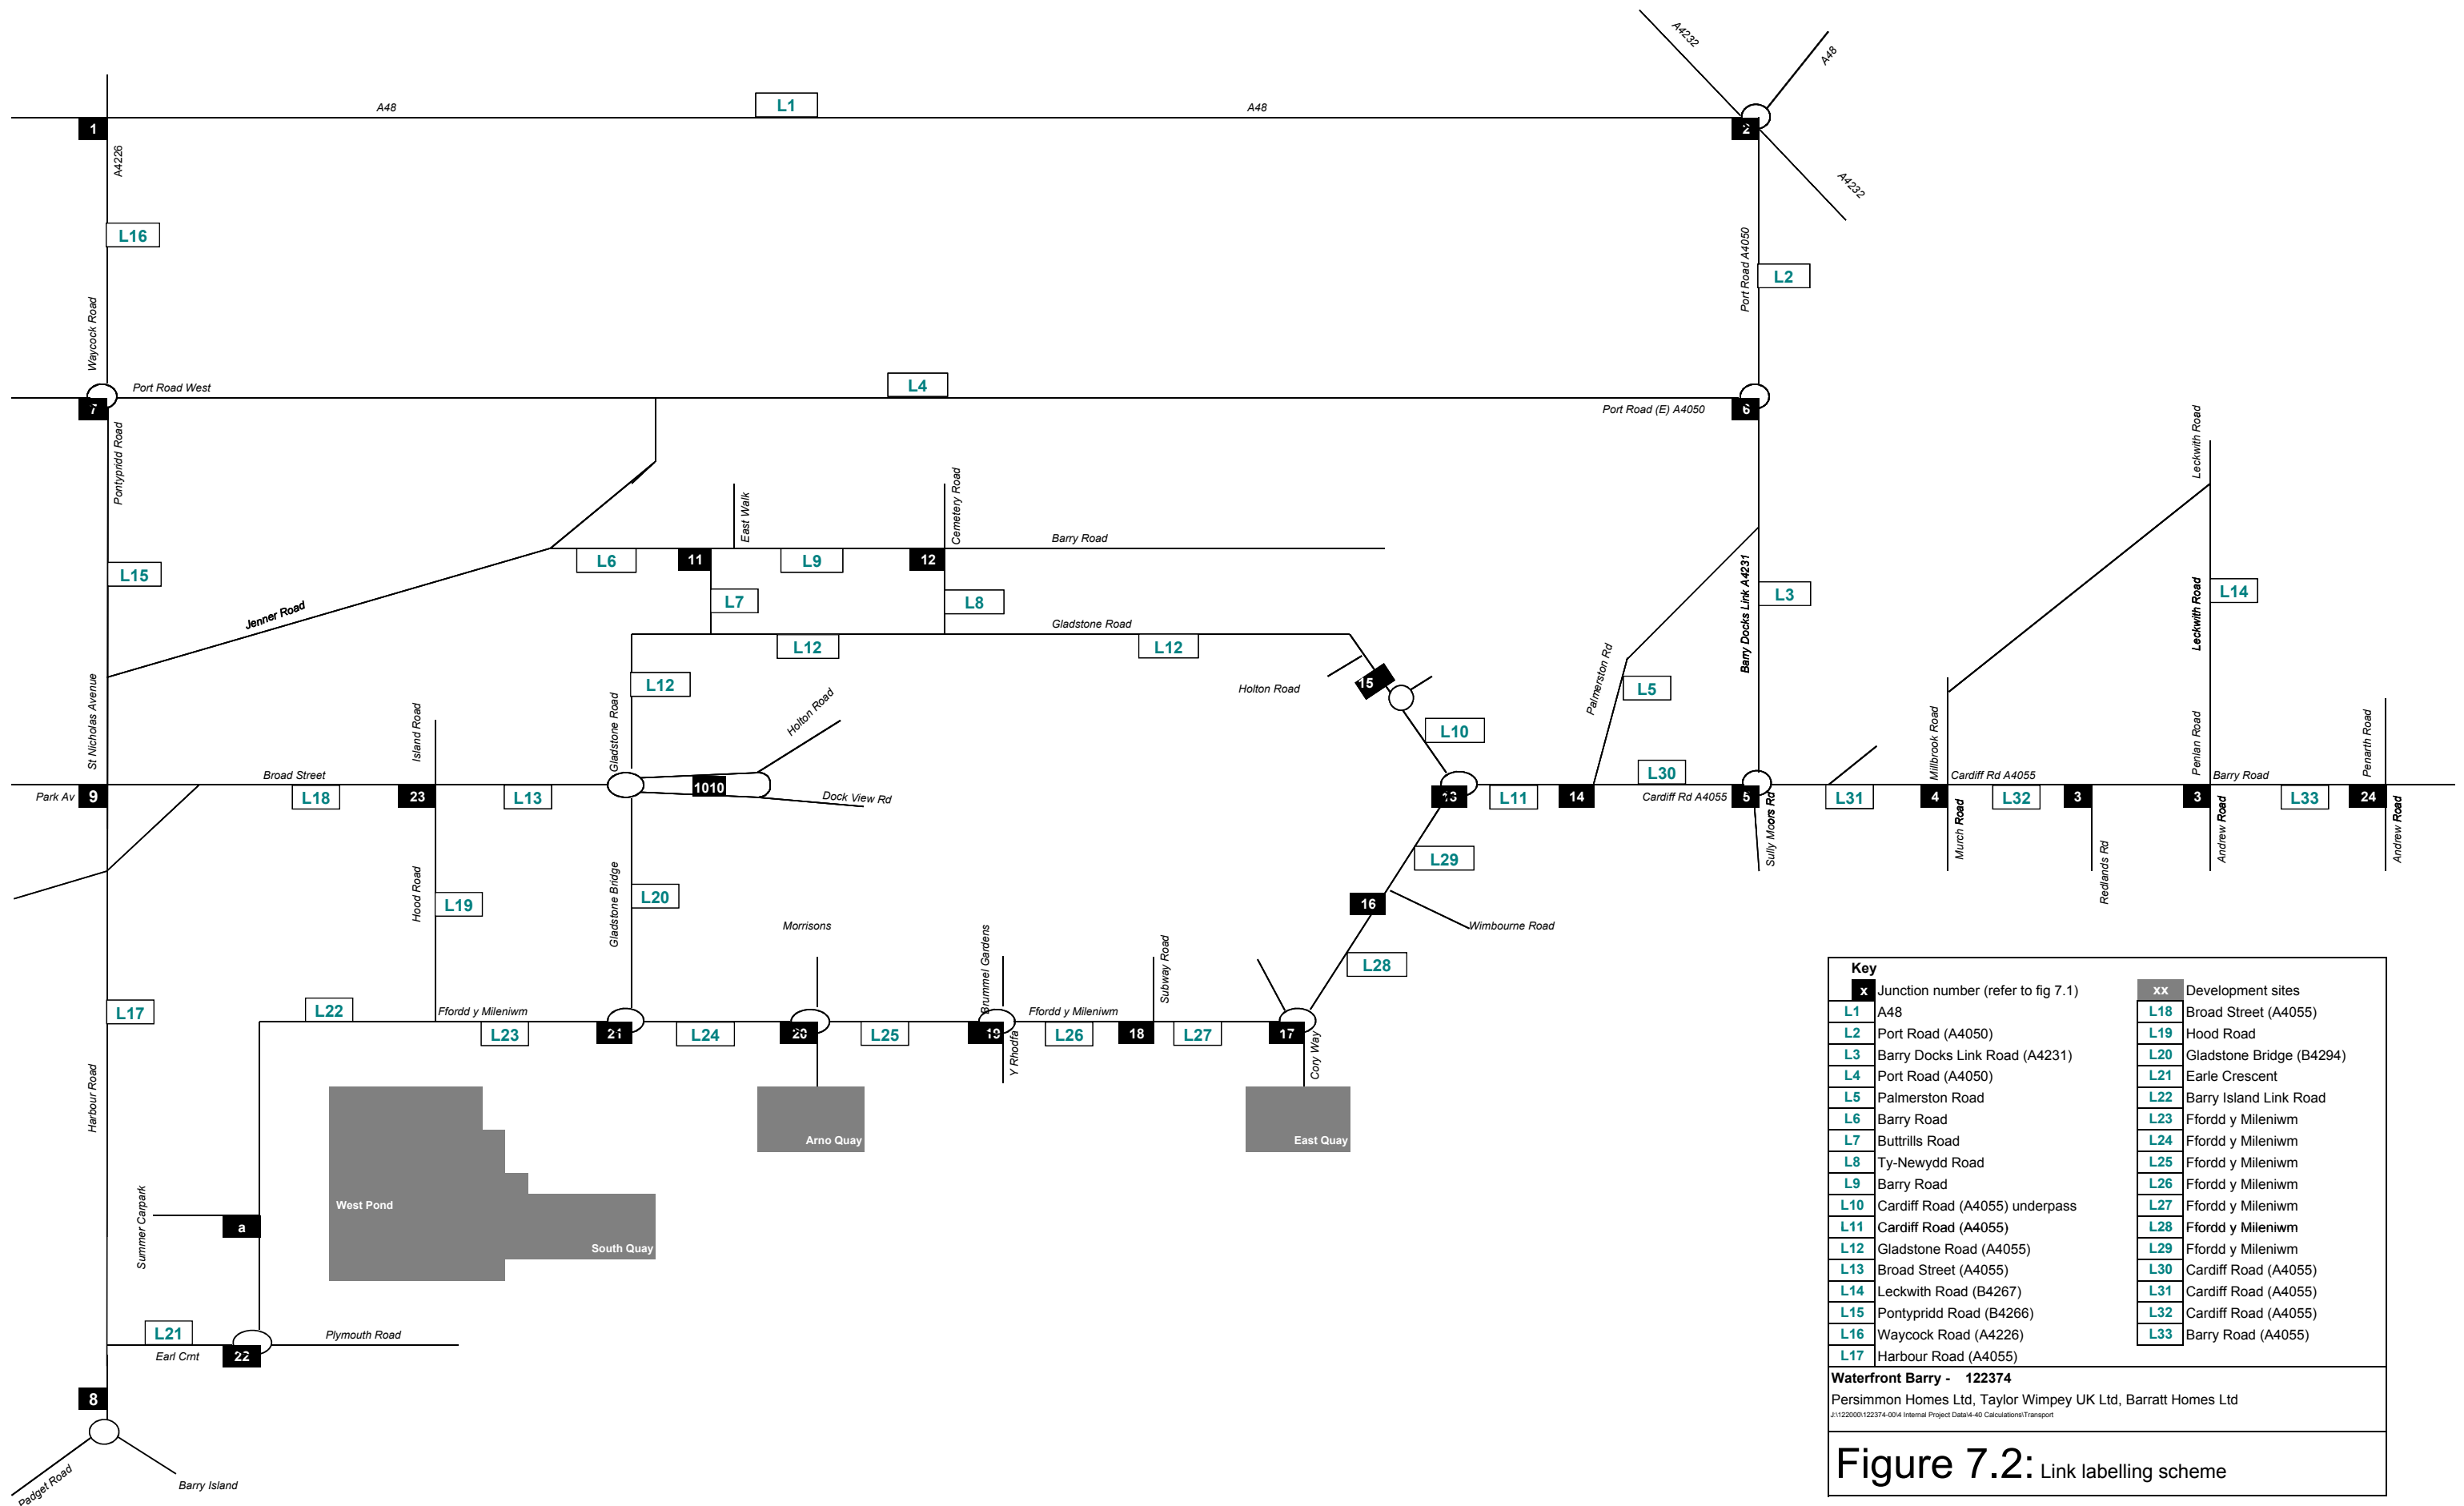 A4232
A48
L1
A48
A48
1
2
A4226
A4232
L16
Port Road A4050
L2
Waycock Road
Port Road West
L4
7
Port Road (E) A4050
6
Pontypridd Road
Leckwith Road
East Walk
Cemetery Road
Barry Road
L6
11
L9
12
L15
Barry Docks Link A4231
L3
Leckwith Road
L14
L7
L8
Jenner Road
Gladstone Road
L12
L12
L12
Holton Road
15
Palmerston Rd
L5
St Nicholas Avenue
Island Road
Gladstone Road
Holton Road
L10
Millbrook Road
Penlan Road
Penarth Road
Broad Street
L30
Cardiff Rd A4055
Barry Road
Park Av
9
L18
23
L13
1010
Dock View Rd
13
L11
14
Cardiff Rd A4055
5
L31
4
L32
3
3
L33
24
Sully Moors Rd
Murch Road
Redlands Rd
Andrew Road
Andrew Road
L29
Hood Road
L19
Gladstone Bridge
L20
16
Wimbourne Road
Morrisons
Brummel Gardens
Subway Road
L28
L17
L22
Ffordd y Mileniwm
L23
21
L24
20
L25
19
Ffordd y Mileniwm
L26
18
L27
17
Y Rhodfa
Cory Way
Harbour Road
Arno Quay
East Quay
West Pond
South Quay
Summer Carpark
a
L21
Earl Crnt
22
Plymouth Road
8
Padget Road
Barry Island
Key
x Junction number (refer to fig 7.1)
xx Development sites
L1 A48
L18 Broad Street (A4055)
L2 Port Road (A4050)
L19 Hood Road
L3 Barry Docks Link Road (A4231)
L20 Gladstone Bridge (B4294)
L4 Port Road (A4050)
L21 Earle Crescent
L5 Palmerston Road
L22 Barry Island Link Road
L6 Barry Road
L23 Ffordd y Mileniwm
L7 Buttrills Road
L24 Ffordd y Mileniwm
L8 Ty-Newydd Road
L25 Ffordd y Mileniwm
L9 Barry Road
L26 Ffordd y Mileniwm
L10 Cardiff Road (A4055) underpass
L27 Ffordd y Mileniwm
L11 Cardiff Road (A4055)
L28 Ffordd y Mileniwm
L12 Gladstone Road (A4055)
L29 Ffordd y Mileniwm
L13 Broad Street (A4055)
L30 Cardiff Road (A4055)
L14 Leckwith Road (B4267)
L31 Cardiff Road (A4055)
L15 Pontypridd Road (B4266)
L32 Cardiff Road (A4055)
L16 Waycock Road (A4226)
L33 Barry Road (A4055)
L17 Harbour Road (A4055)
Waterfront Barry - 122374
Persimmon Homes Ltd, Taylor Wimpey UK Ltd, Barratt Homes Ltd
J:\122000\122374-00\4 Internal Project Data\4-40 Calculations\Transport
Figure 7.2: Link labelling scheme